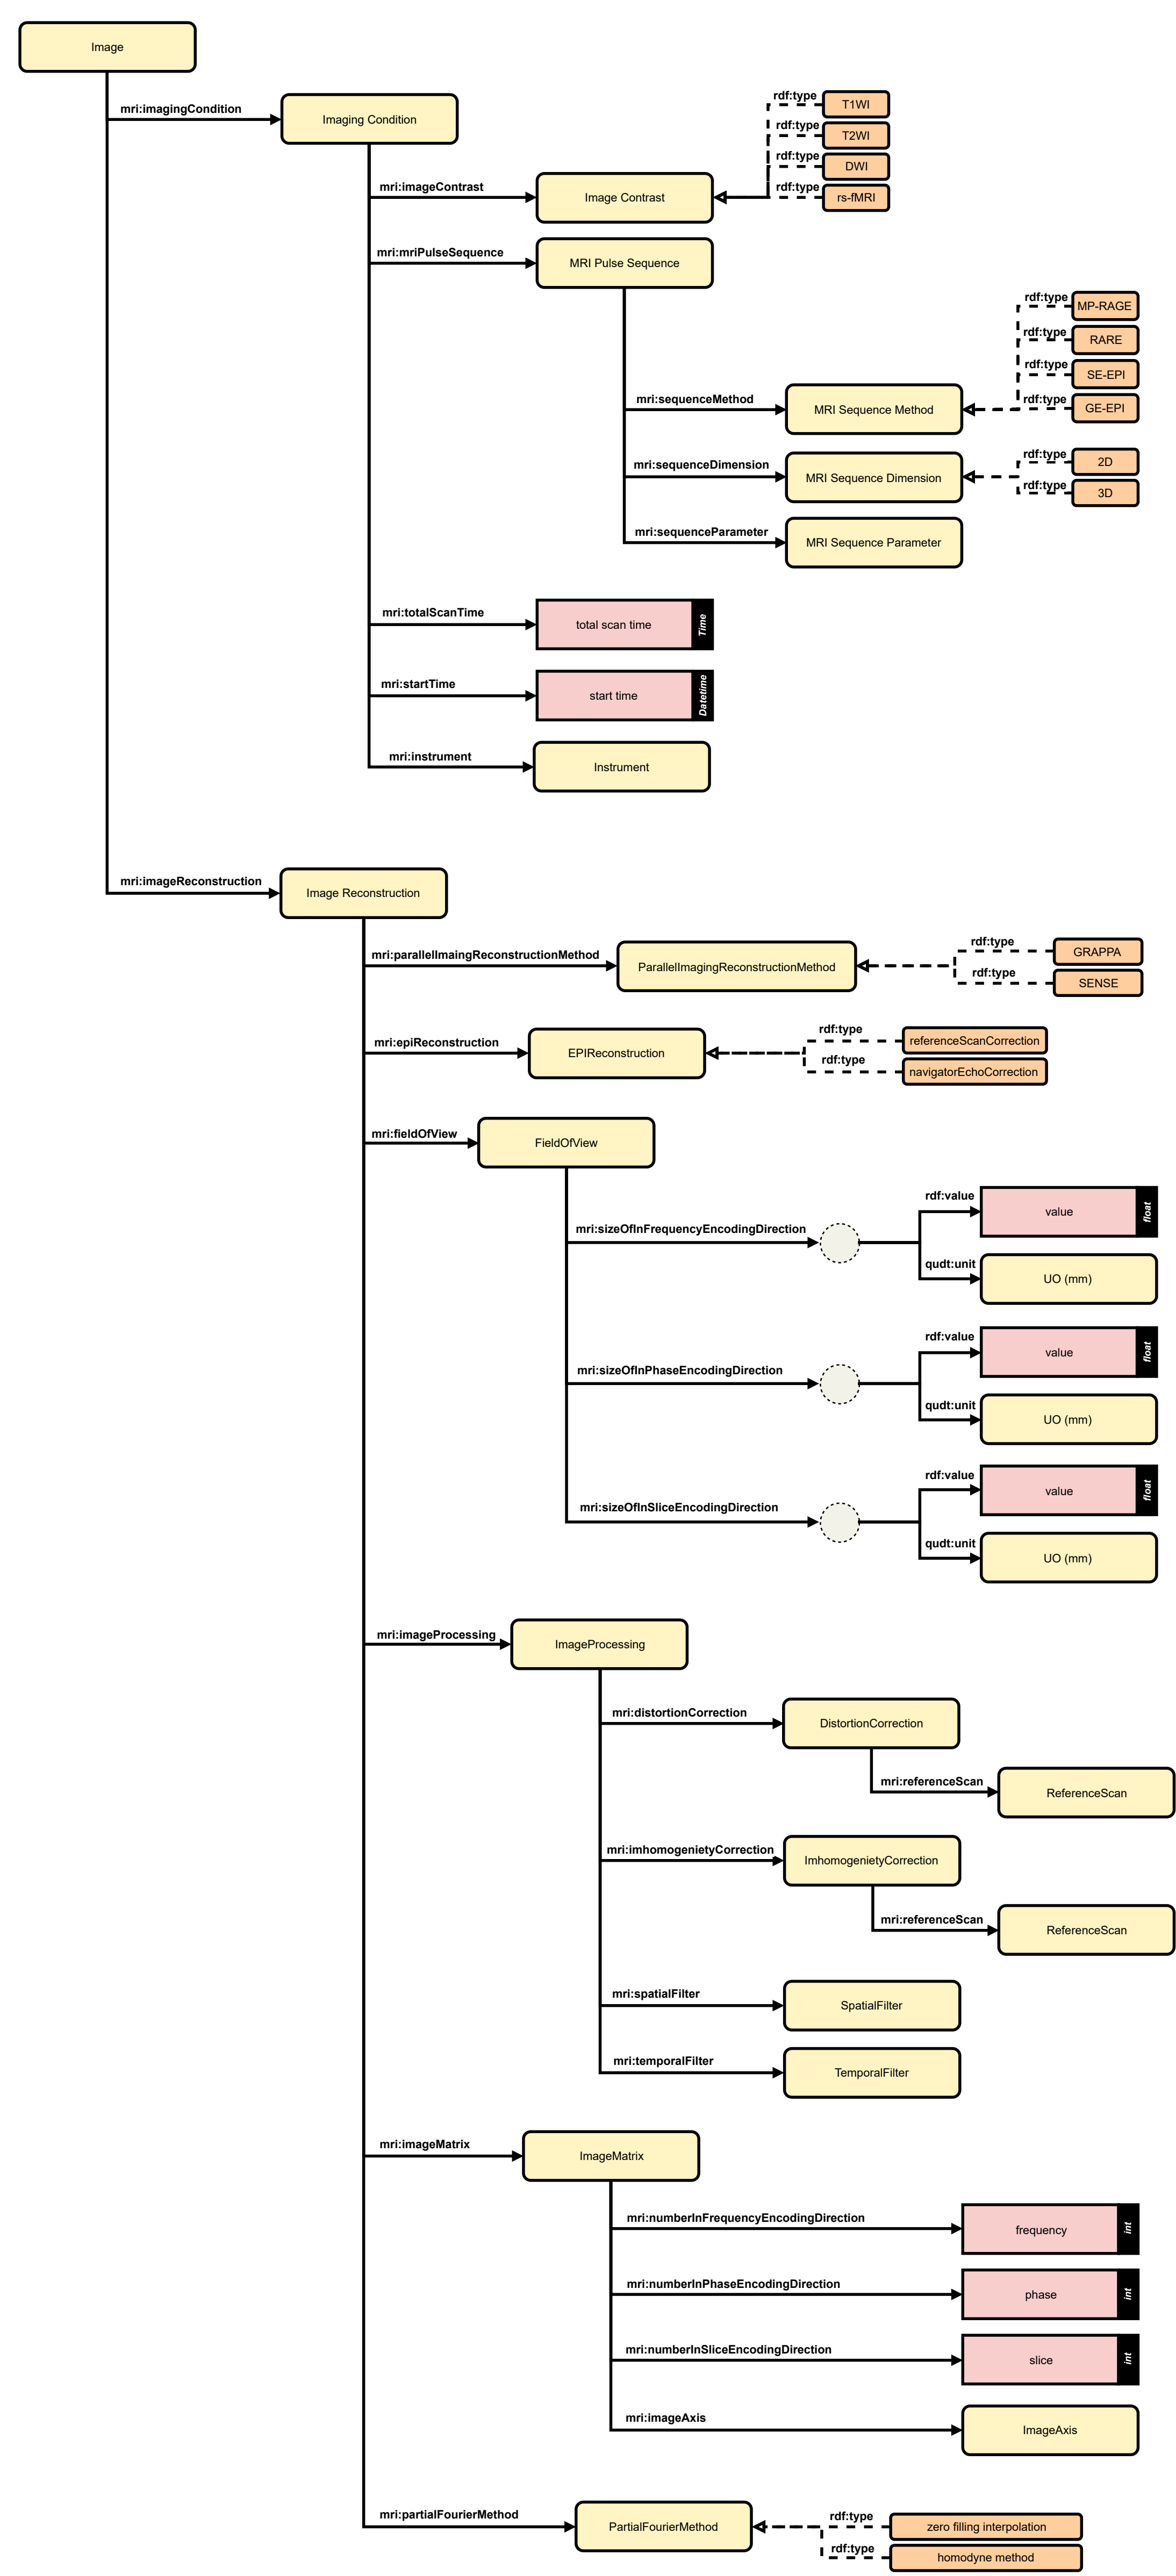 Image
mri:imagingCondition
Imaging Condition
rdf:type
T1WI
rdf:type
T2WI
rdf:type
DWI
rdf:type
rs-fMRI
mri:imageContrast
Image Contrast
mri:mriPulseSequence
MRI Pulse Sequence
rdf:type
MP-RAGE
rdf:type
RARE
rdf:type
SE-EPI
rdf:type
GE-EPI
mri:sequenceMethod
MRI Sequence Method
rdf:type
2D
mri:sequenceDimension
MRI Sequence Dimension
rdf:type
3D
mri:sequenceParameter
MRI Sequence Parameter
mri:totalScanTime
total scan time
Time
mri:startTime
start time
Datetime
mri:instrument
Instrument
mri:imageReconstruction
Image Reconstruction
mri:parallelImaingReconstructionMethod
ParallelImagingReconstructionMethod
rdf:type
GRAPPA
rdf:type
SENSE
mri:epiReconstruction
EPIReconstruction
rdf:type
referenceScanCorrection
rdf:type
navigatorEchoCorrection
mri:fieldOfView
FieldOfView
mri:sizeOfInFrequencyEncodingDirection
rdf:value
value
float
qudt:unit
UO (mm)
mri:sizeOfInPhaseEncodingDirection
rdf:value
value
float
qudt:unit
UO (mm)
mri:sizeOfInSliceEncodingDirection
rdf:value
value
float
qudt:unit
UO (mm)
mri:imageProcessing
ImageProcessing
mri:distortionCorrection
DistortionCorrection
mri:referenceScan
ReferenceScan
mri:imhomogenietyCorrection
ImhomogenietyCorrection
mri:referenceScan
ReferenceScan
mri:spatialFilter
SpatialFilter
mri:temporalFilter
TemporalFilter
mri:imageMatrix
ImageMatrix
mri:numberInFrequencyEncodingDirection
frequency
int
mri:numberInPhaseEncodingDirection
phase
int
mri:numberInSliceEncodingDirection
slice
int
mri:imageAxis
ImageAxis
mri:partialFourierMethod
PartialFourierMethod
rdf:type
zero filling interpolation
rdf:type
homodyne method